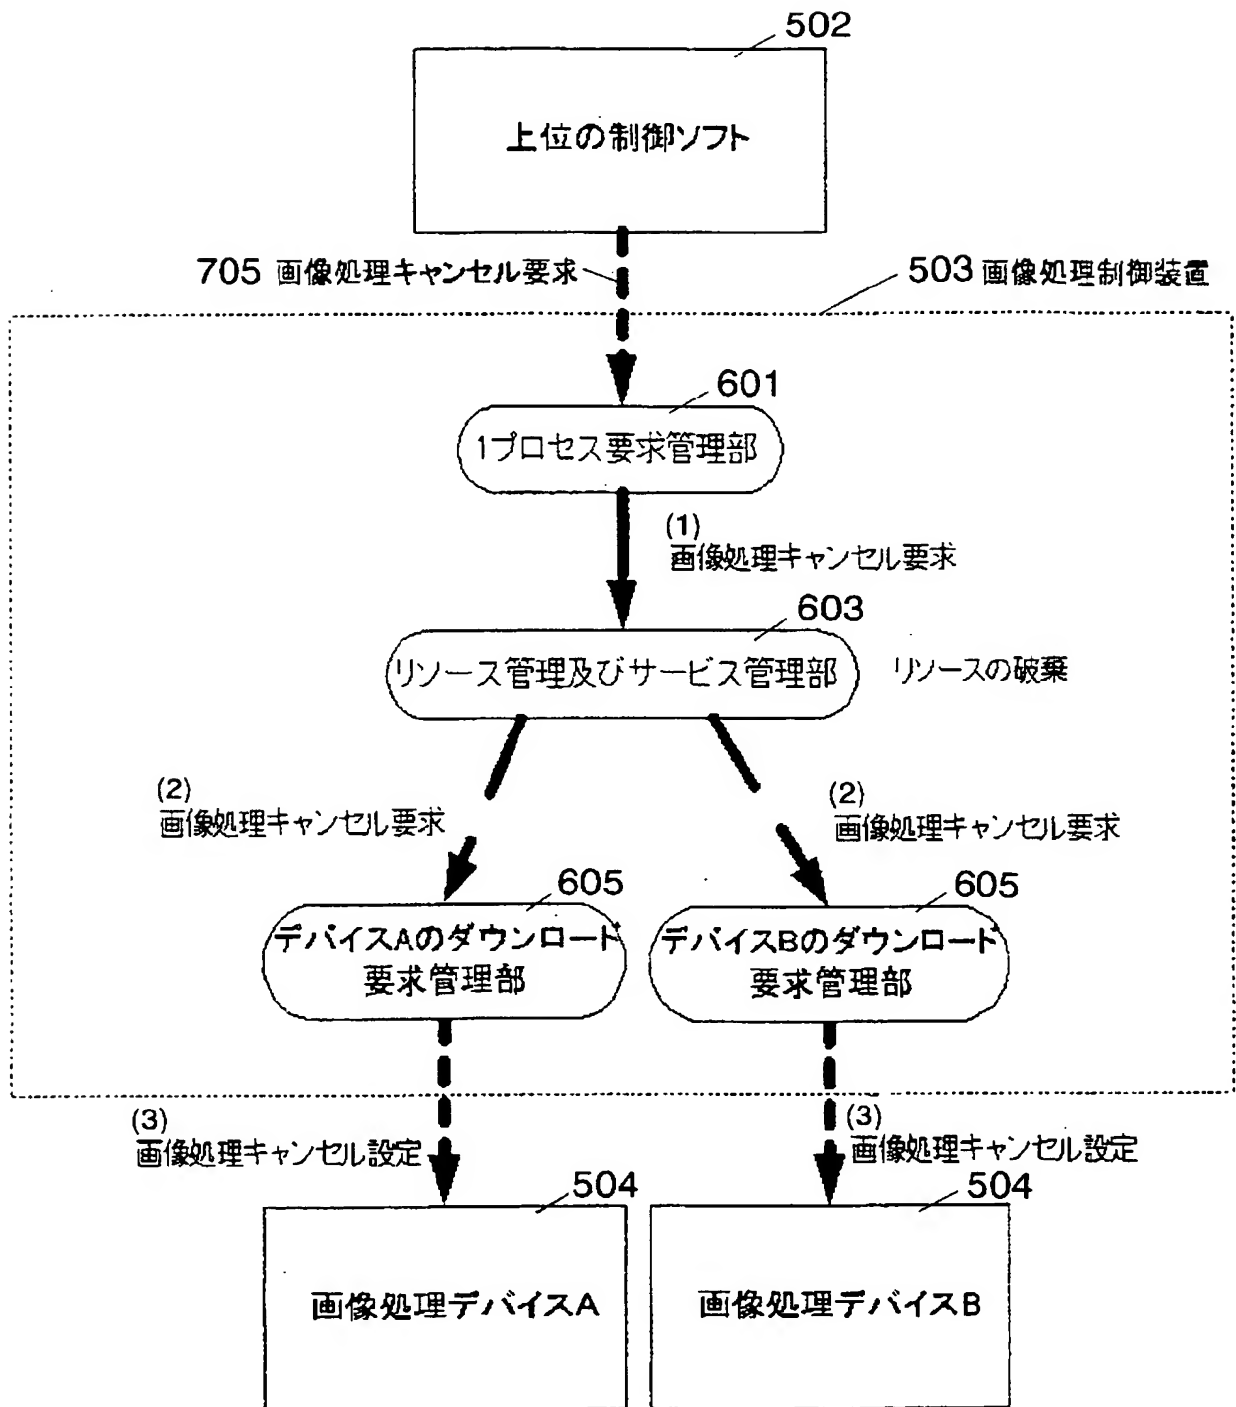 502
上位の制御ソフト
705 画像処理キャンセル要求
503 画像処理制御装置
601
1プロセス要求管理部
(1)
画像処理キャンセル要求
603
リソース管理及びサービス管理部
リソースの破棄
(2)
画像処理キャンセル要求
(2)
画像処理キャンセル要求
605
デバイスAのダウンロード
要求管理部
605
デバイスBのダウンロード
要求管理部
(3)
画像処理キャンセル設定
(3)
画像処理キャンセル設定
504
画像処理デバイスA
504
画像処理デバイスB